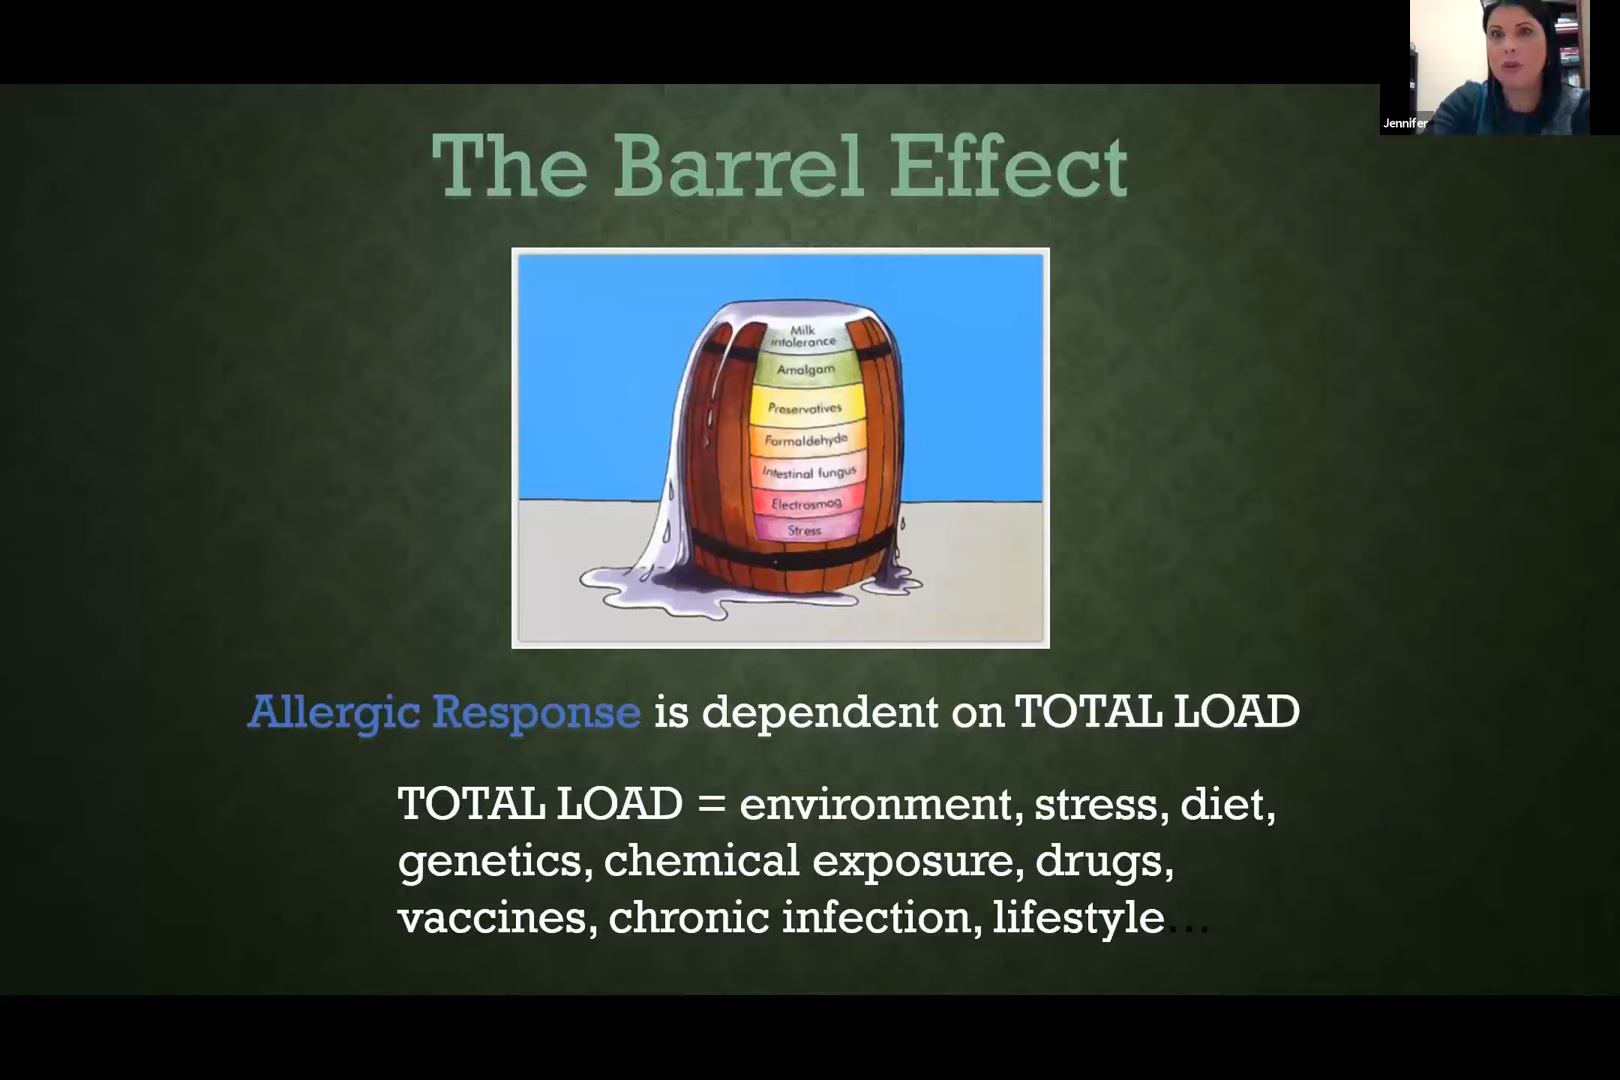 Jennifer
The Barrel Effect
Milk
intolerance
Amalgam
Preservatives
Formaldehyde
Intestinal fungus
Electrosmog
Stress
Allergic Response is dependent on TOTAL LOAD
TOTAL LOAD = environment, stress, diet,
genetics, chemical exposure, drugs,
vaccines, chronic infection, lifestyle...